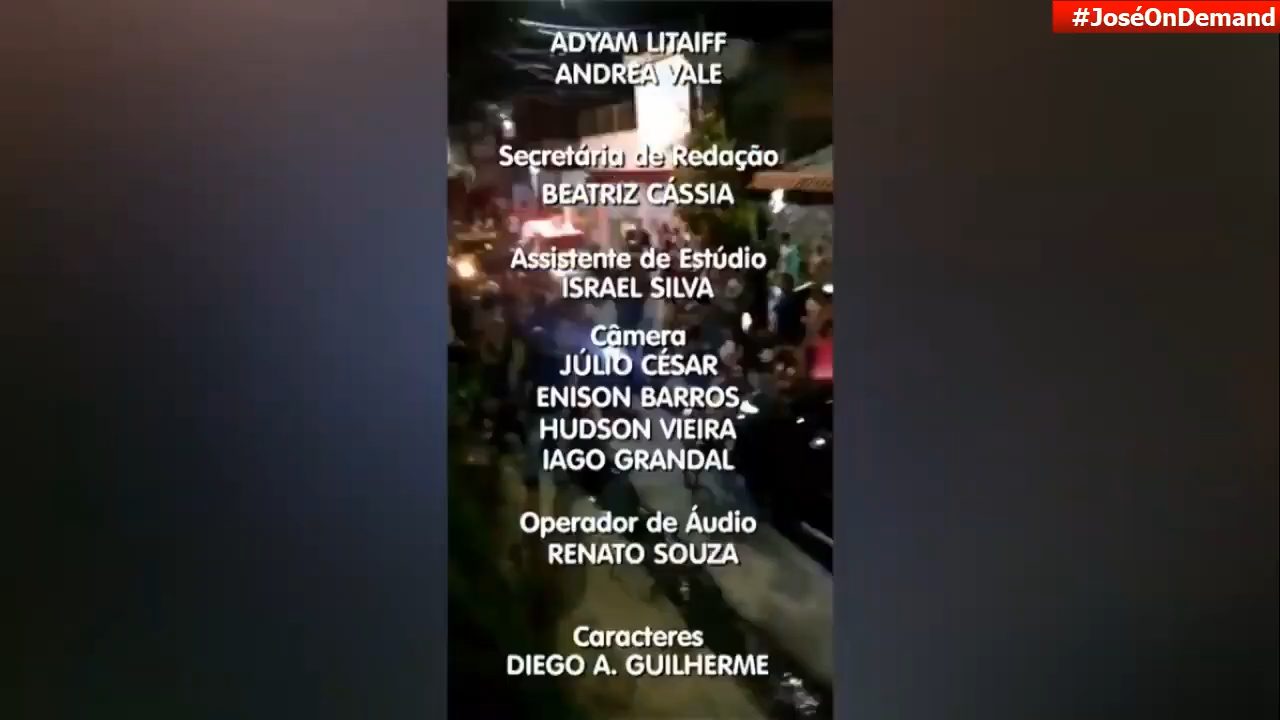 #JoséOnDemand
ADYAM LITAIFF
ANDREA VALE
Secretária de Redação
BEATRIZ CÁSSIA
Assistente de Estúdio
ISRAEL SILVA
Câmera
JÚLIO CÉSAR
ENISON BARROS
HUDSON VIEIRA
IAGO GRANDAL
Operador de Áudio
RENATO SOUZA
Caracteres
DIEGO A. GUILHERME